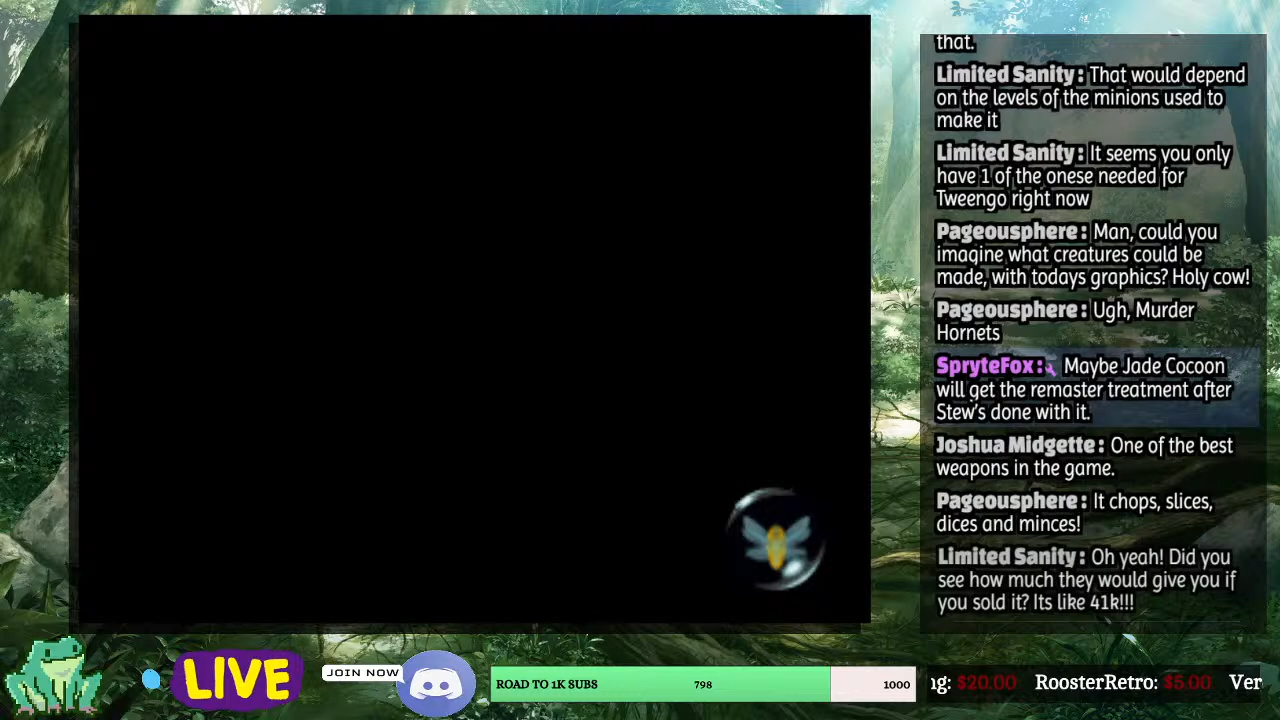 that.
Limited Sanity: That would depend
on the levels of the minions used to
make it
Limited Sanity: It seems you only
have 1 of the onese needed for
Tweengo right now
Pageousphere: Man, could you
imagine what creatures could be
made, with todays graphics? Holy cow!
Pageousphere: Ugh, Murder
Hornets
SpryteFox: Maybe Jade Cocoon
will get the remaster treatment after
Stew's done with it.
Joshua Midgette: One of the best
weapons in the game.
Pageousphere: It chops, slices,
dices and minces!
Limited Sanity: Oh yeah! Did you
see how much they would give you if
you sold it? Its like 41k!!!
LIVE
JOIN NOW
ROAD TO 1K SUBS 798 1000
ng: $20.00 RoosterRetro: $5.00 Ver